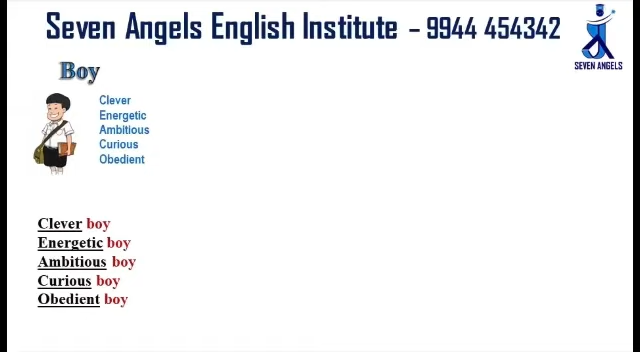 Seven Angels English Institute – 9944 454342
SEVEN ANGELS
Boy
Clever
Energetic
Ambitious
Curious
Obedient
Clever boy
Energetic boy
Ambitious boy
Curious boy
Obedient boy